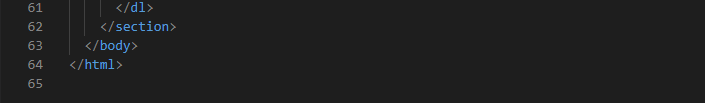 61 </dl>
62 </section>
63 </body>
64 </html>
65